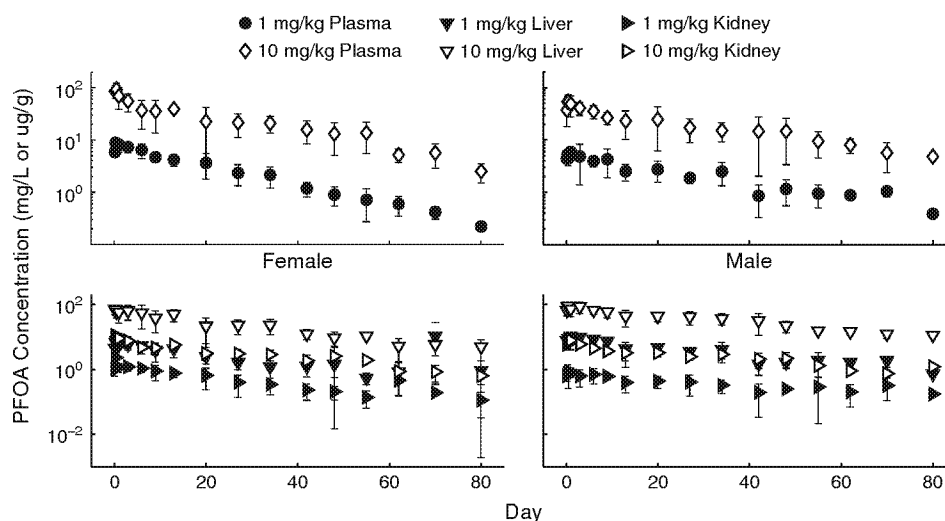 1 mg/kg Plasma 1 mg/kg Liver 1 mg/kg Kidney
10 mg/kg Plasma 10 mg/kg Liver 10 mg/kg Kidney
PFOA Concentration (mg/L or ug/g)
10²
10¹
10⁰
Female Male
10²
10⁰
10⁻²
0 20 40 60 80 0 20 40 60 80
Day